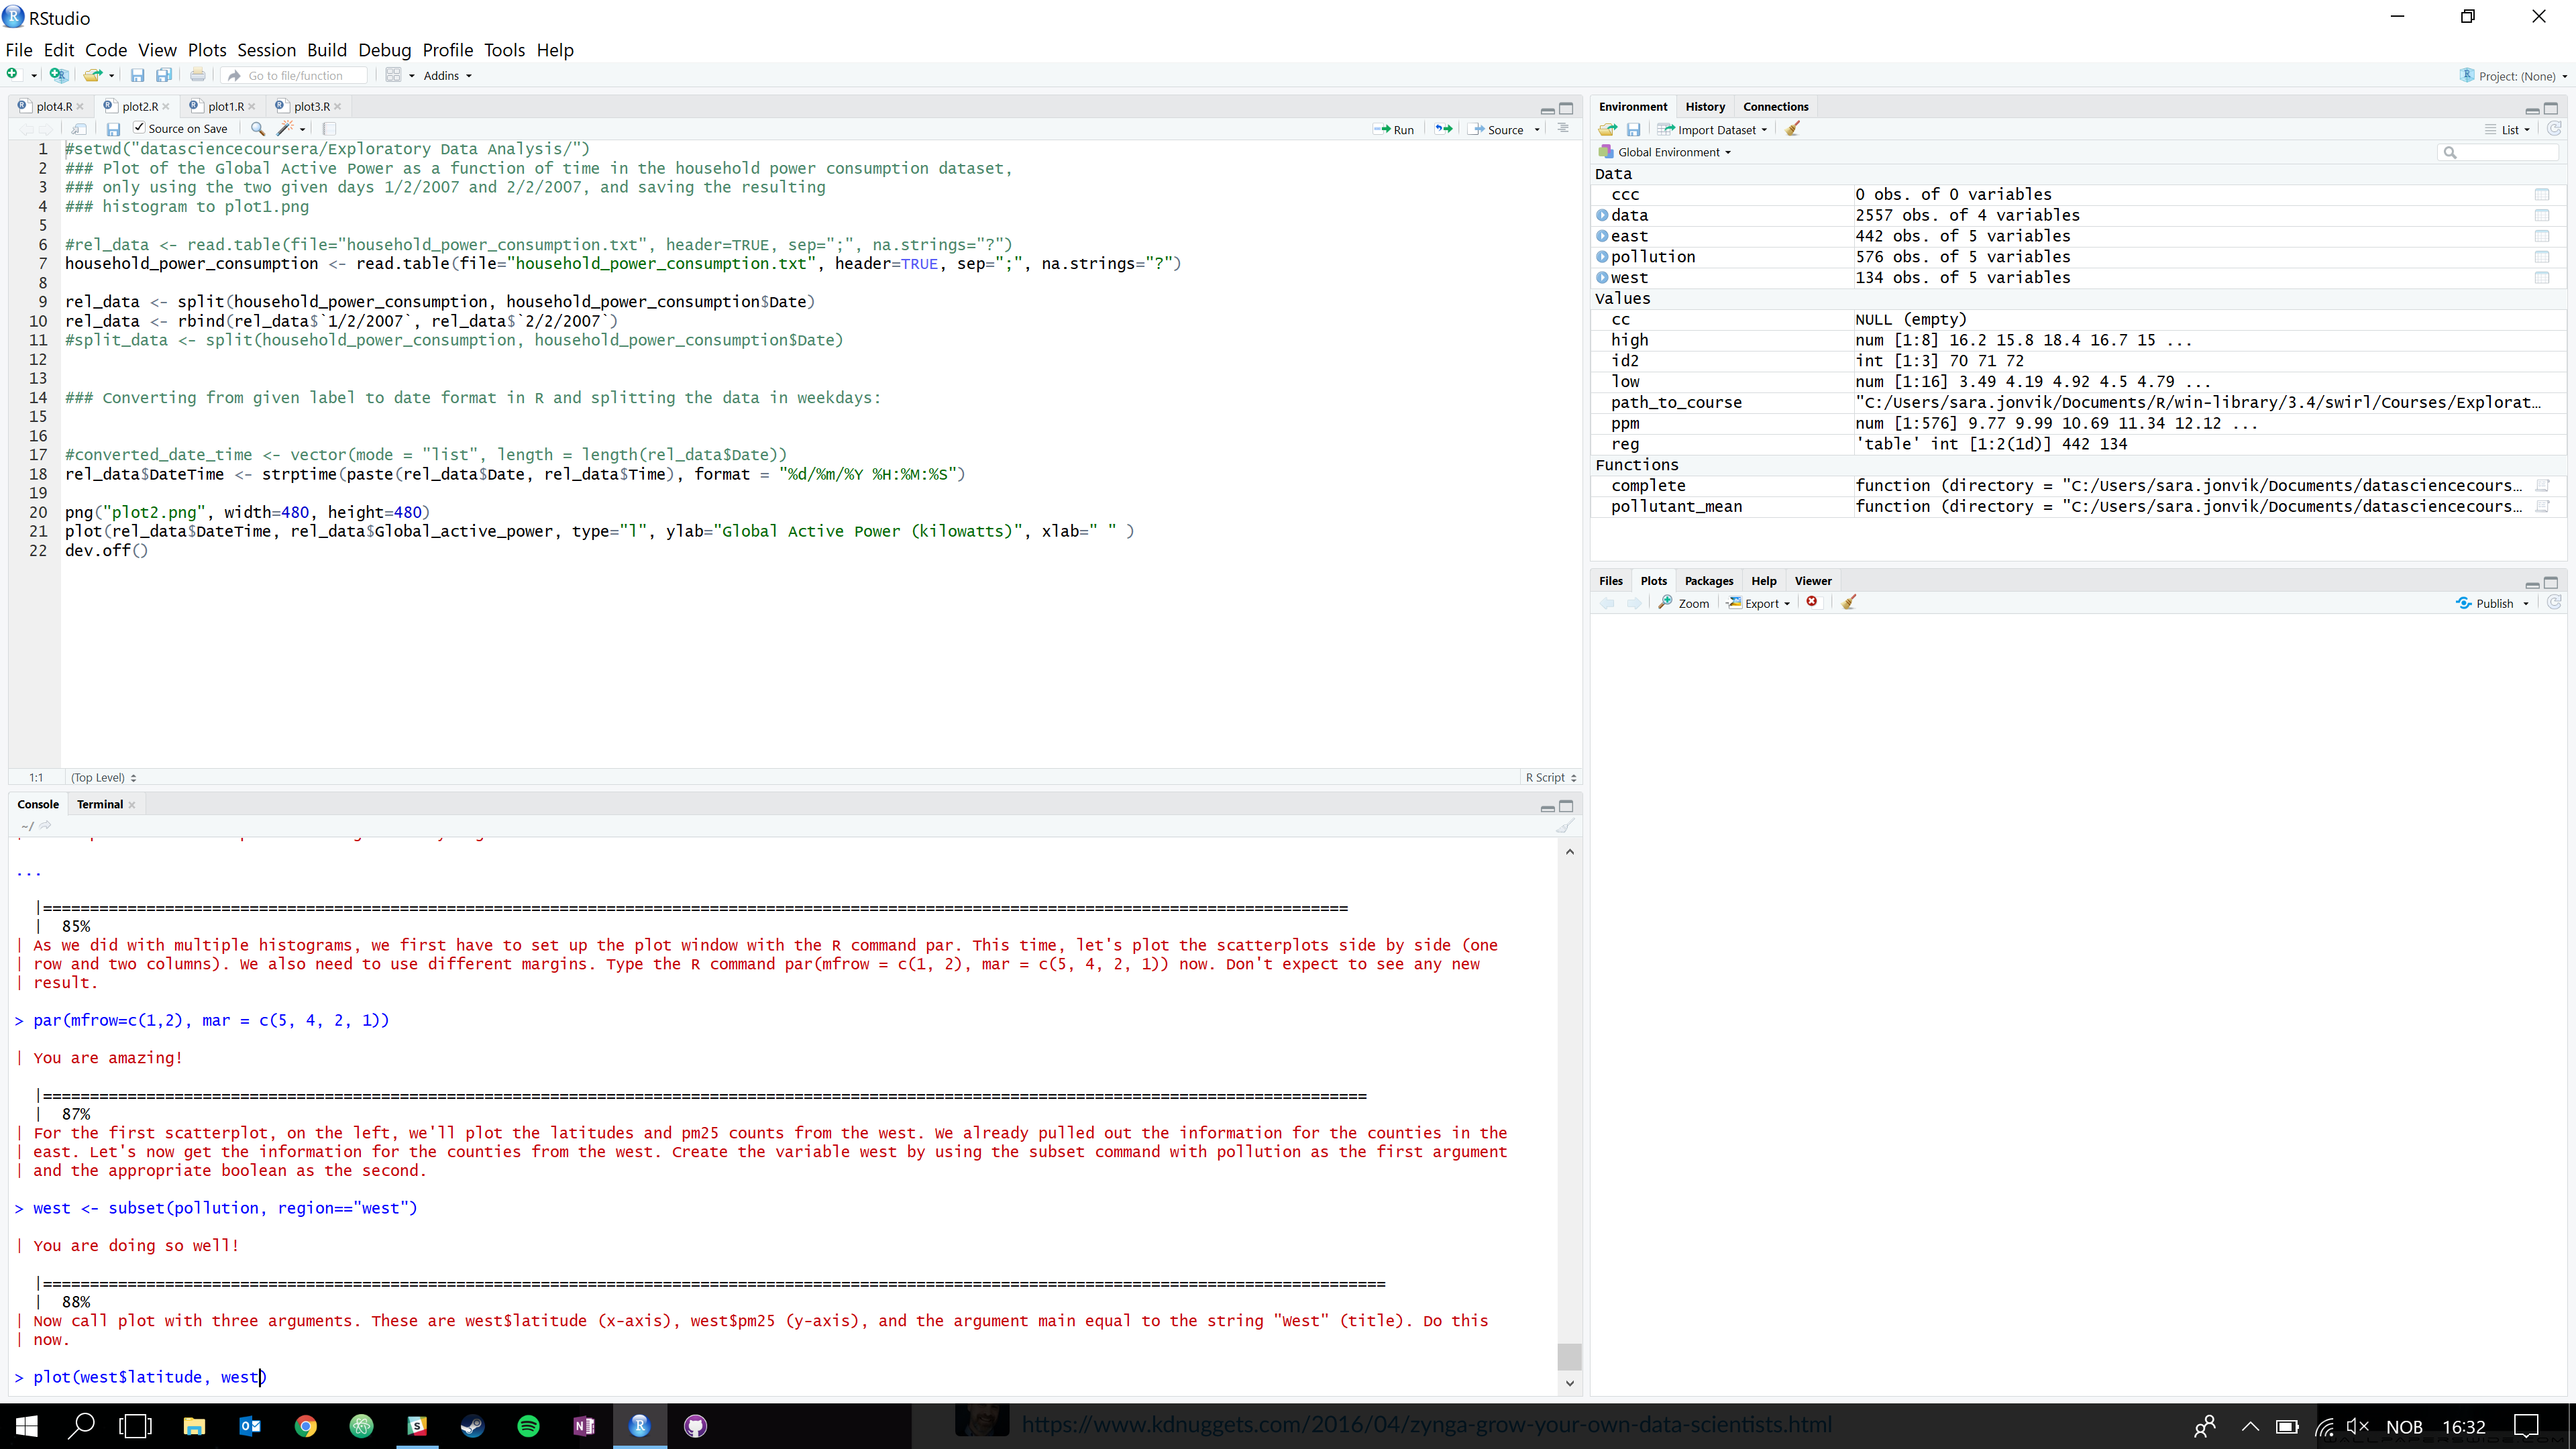 RStudio
File Edit Code View Plots Session Build Debug Profile Tools Help
Go to file/function Addins Project: (None)
plot4.R plot2.R plot1.R plot3.R
Source on Save Run Source
1 #setwd("datasciencecoursera/Exploratory Data Analysis/")
2 ### Plot of the Global Active Power as a function of time in the household power consumption dataset,
3 ### only using the two given days 1/2/2007 and 2/2/2007, and saving the resulting
4 ### histogram to plot1.png
5
6 #rel_data <- read.table(file="household_power_consumption.txt", header=TRUE, sep=";", na.strings="?")
7 household_power_consumption <- read.table(file="household_power_consumption.txt", header=TRUE, sep=";", na.strings="?")
8
9 rel_data <- split(household_power_consumption, household_power_consumption$Date)
10 rel_data <- rbind(rel_data$`1/2/2007`, rel_data$`2/2/2007`)
11 #split_data <- split(household_power_consumption, household_power_consumption$Date)
12
13
14 ### Converting from given label to date format in R and splitting the data in weekdays:
15
16
17 #converted_date_time <- vector(mode = "list", length = length(rel_data$Date))
18 rel_data$DateTime <- strptime(paste(rel_data$Date, rel_data$Time), format = "%d/%m/%Y %H:%M:%S")
19
20 png("plot2.png", width=480, height=480)
21 plot(rel_data$DateTime, rel_data$Global_active_power, type="l", ylab="Global Active Power (kilowatts)", xlab=" " )
22 dev.off()
1:1 (Top Level) R Script
Console Terminal
~/
...
|==============================================================================================================================================
| 85%
| As we did with multiple histograms, we first have to set up the plot window with the R command par. This time, let's plot the scatterplots side by side (one
| row and two columns). We also need to use different margins. Type the R command par(mfrow = c(1, 2), mar = c(5, 4, 2, 1)) now. Don't expect to see any new
| result.
> par(mfrow=c(1,2), mar = c(5, 4, 2, 1))
| You are amazing!
|================================================================================================================================================
| 87%
| For the first scatterplot, on the left, we'll plot the latitudes and pm25 counts from the west. We already pulled out the information for the counties in the
| east. Let's now get the information for the counties from the west. Create the variable west by using the subset command with pollution as the first argument
| and the appropriate boolean as the second.
> west <- subset(pollution, region=="west")
| You are doing so well!
|==================================================================================================================================================
| 88%
| Now call plot with three arguments. These are west$latitude (x-axis), west$pm25 (y-axis), and the argument main equal to the string "West" (title). Do this
| now.
> plot(west$latitude, west)
Environment History Connections
Import Dataset List
Global Environment
Data
ccc 0 obs. of 0 variables
data 2557 obs. of 4 variables
east 442 obs. of 5 variables
pollution 576 obs. of 5 variables
west 134 obs. of 5 variables
Values
cc NULL (empty)
high num [1:8] 16.2 15.8 18.4 16.7 15 ...
id2 int [1:3] 70 71 72
low num [1:16] 3.49 4.19 4.92 4.5 4.79 ...
path_to_course "C:/Users/sara.jonvik/Documents/R/win-library/3.4/swirl/Courses/Explorat…
ppm num [1:576] 9.77 9.99 10.69 11.34 12.12 ...
reg 'table' int [1:2(1d)] 442 134
Functions
complete function (directory = "C:/Users/sara.jonvik/Documents/datasciencecours…
pollutant_mean function (directory = "C:/Users/sara.jonvik/Documents/datasciencecours…
Files Plots Packages Help Viewer
Zoom Export Publish
https://www.kdnuggets.com/2016/04/zynga-grow-your-own-data-scientists.html
NOB 16:32